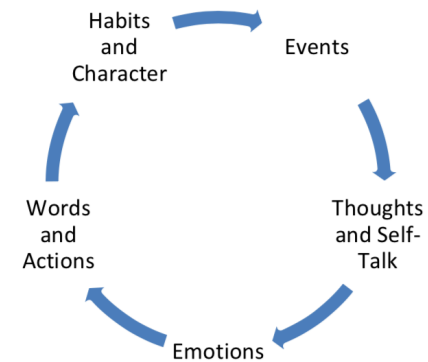 Habits
and
Character
Events
Thoughts
and Self-
Talk
Emotions
Words
and
Actions